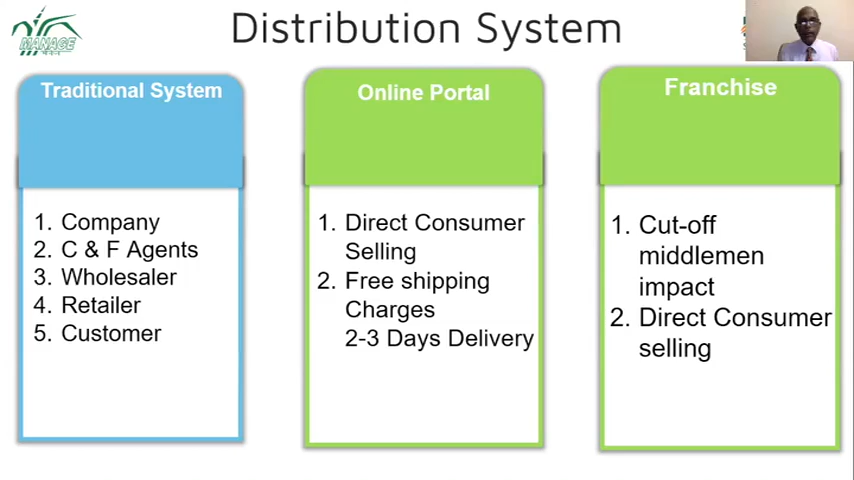 Distribution System
MANAGE
Traditional System
1. Company
2. C & F Agents
3. Wholesaler
4. Retailer
5. Customer
Online Portal
1. Direct Consumer
Selling
2. Free shipping
Charges
2-3 Days Delivery
Franchise
1. Cut-off
middlemen
impact
2. Direct Consumer
selling